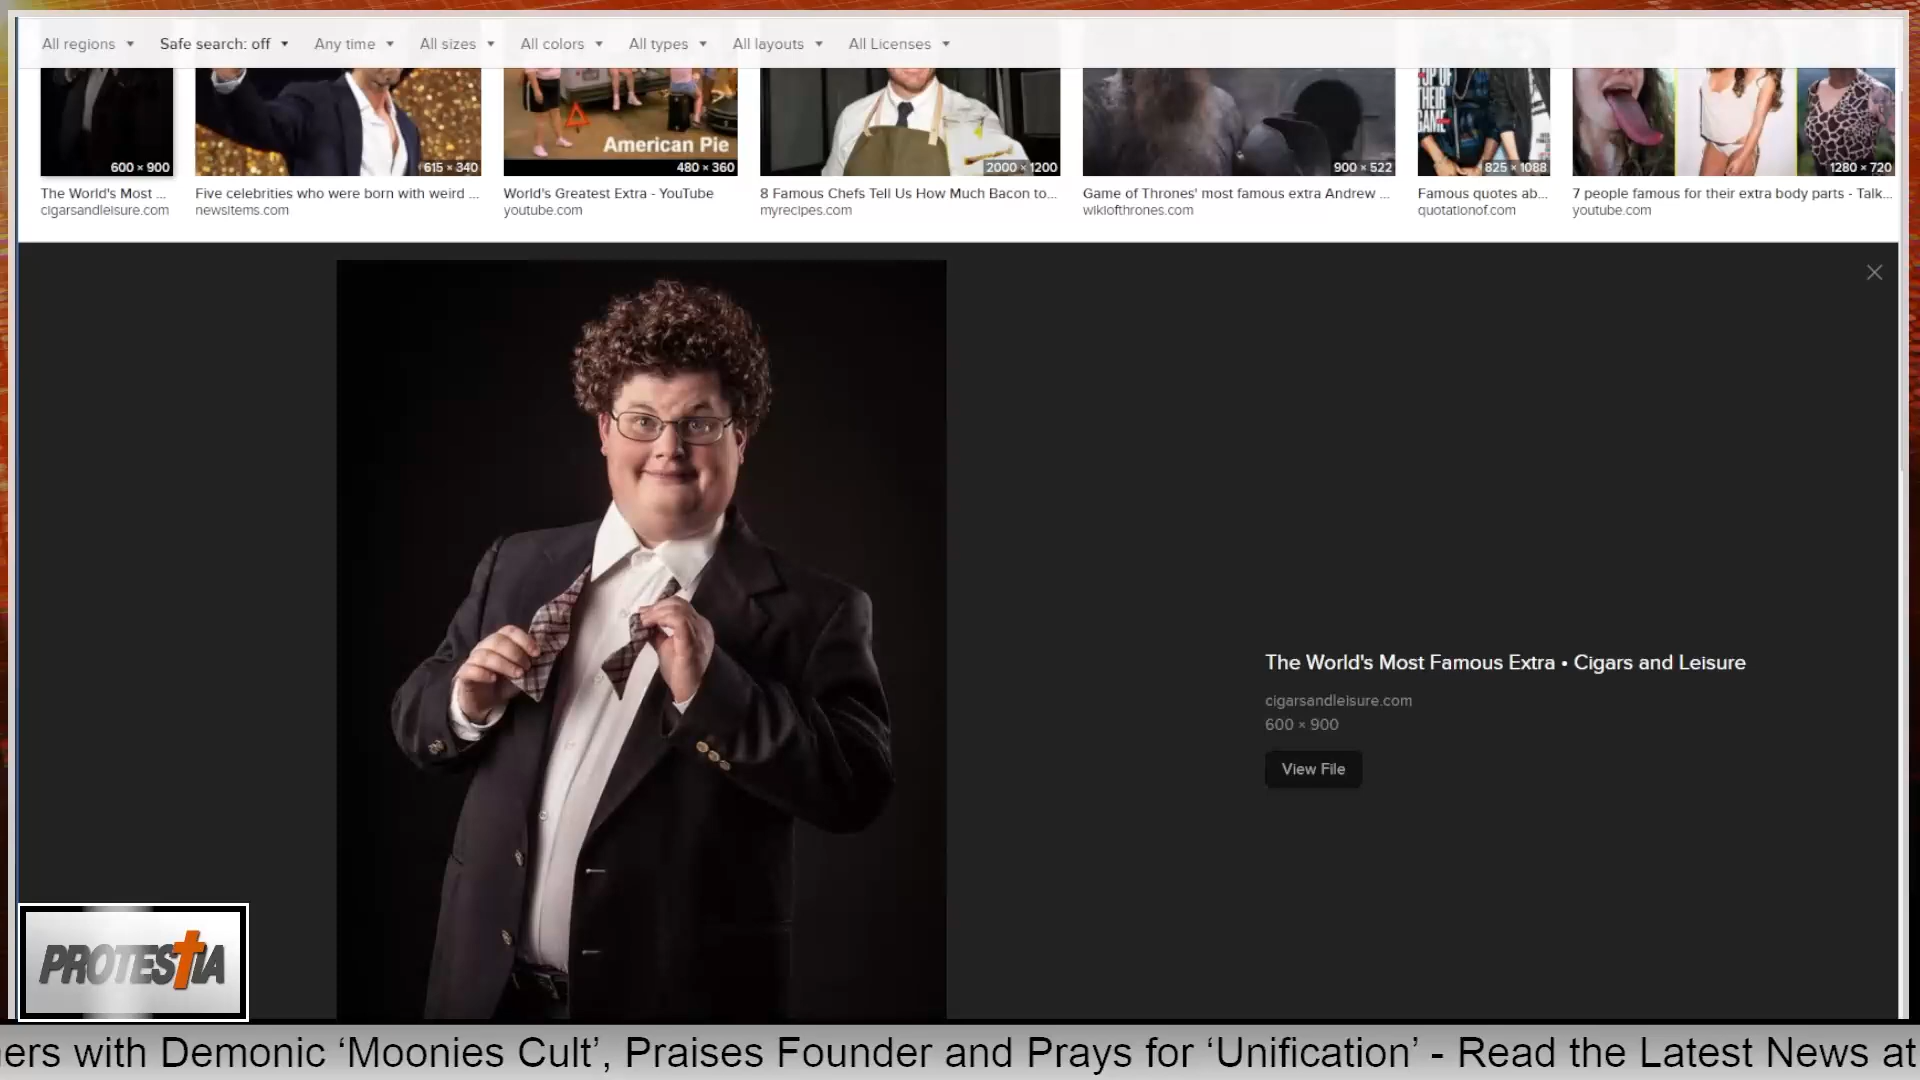 All regions Safe search: off Any time All sizes All colors All types All layouts All Licenses
UP OF
THEIR
GAME
American Pie
600 × 900 615 × 340 480 × 360 2000 × 1200 900 × 522 825 × 1088 1280 × 720
The World's Most ... Five celebrities who were born with weird ... World's Greatest Extra - YouTube 8 Famous Chefs Tell Us How Much Bacon to... Game of Thrones' most famous extra Andrew ... Famous quotes ab... 7 people famous for their extra body parts - Talk...
cigarsandleisure.com newsitems.com youtube.com myrecipes.com wikiofthrones.com quotationof.com youtube.com
The World's Most Famous Extra • Cigars and Leisure
cigarsandleisure.com
600 × 900
View File
PROTESTIA
ers with Demonic ‘Moonies Cult’, Praises Founder and Prays for ‘Unification’ - Read the Latest News at